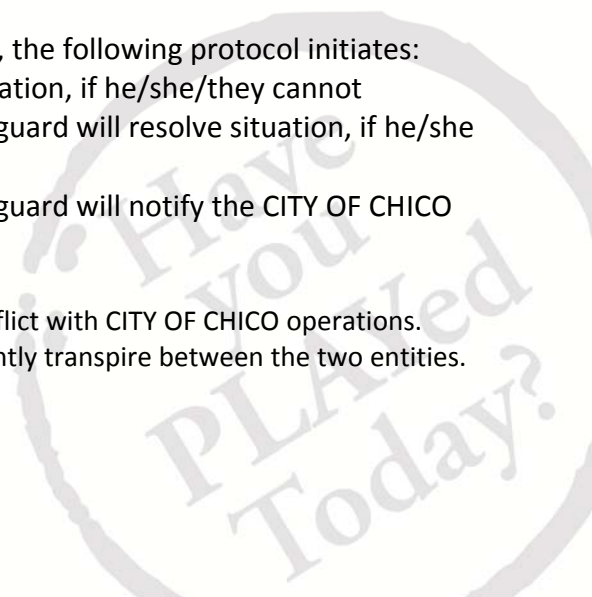 , the following protocol initiates:
ation, if he/she/they cannot
guard will resolve situation, if he/she
guard will notify the CITY OF CHICO
flict with CITY OF CHICO operations.
ntly transpire between the two entities.
Have
you
PLAYed
Today?